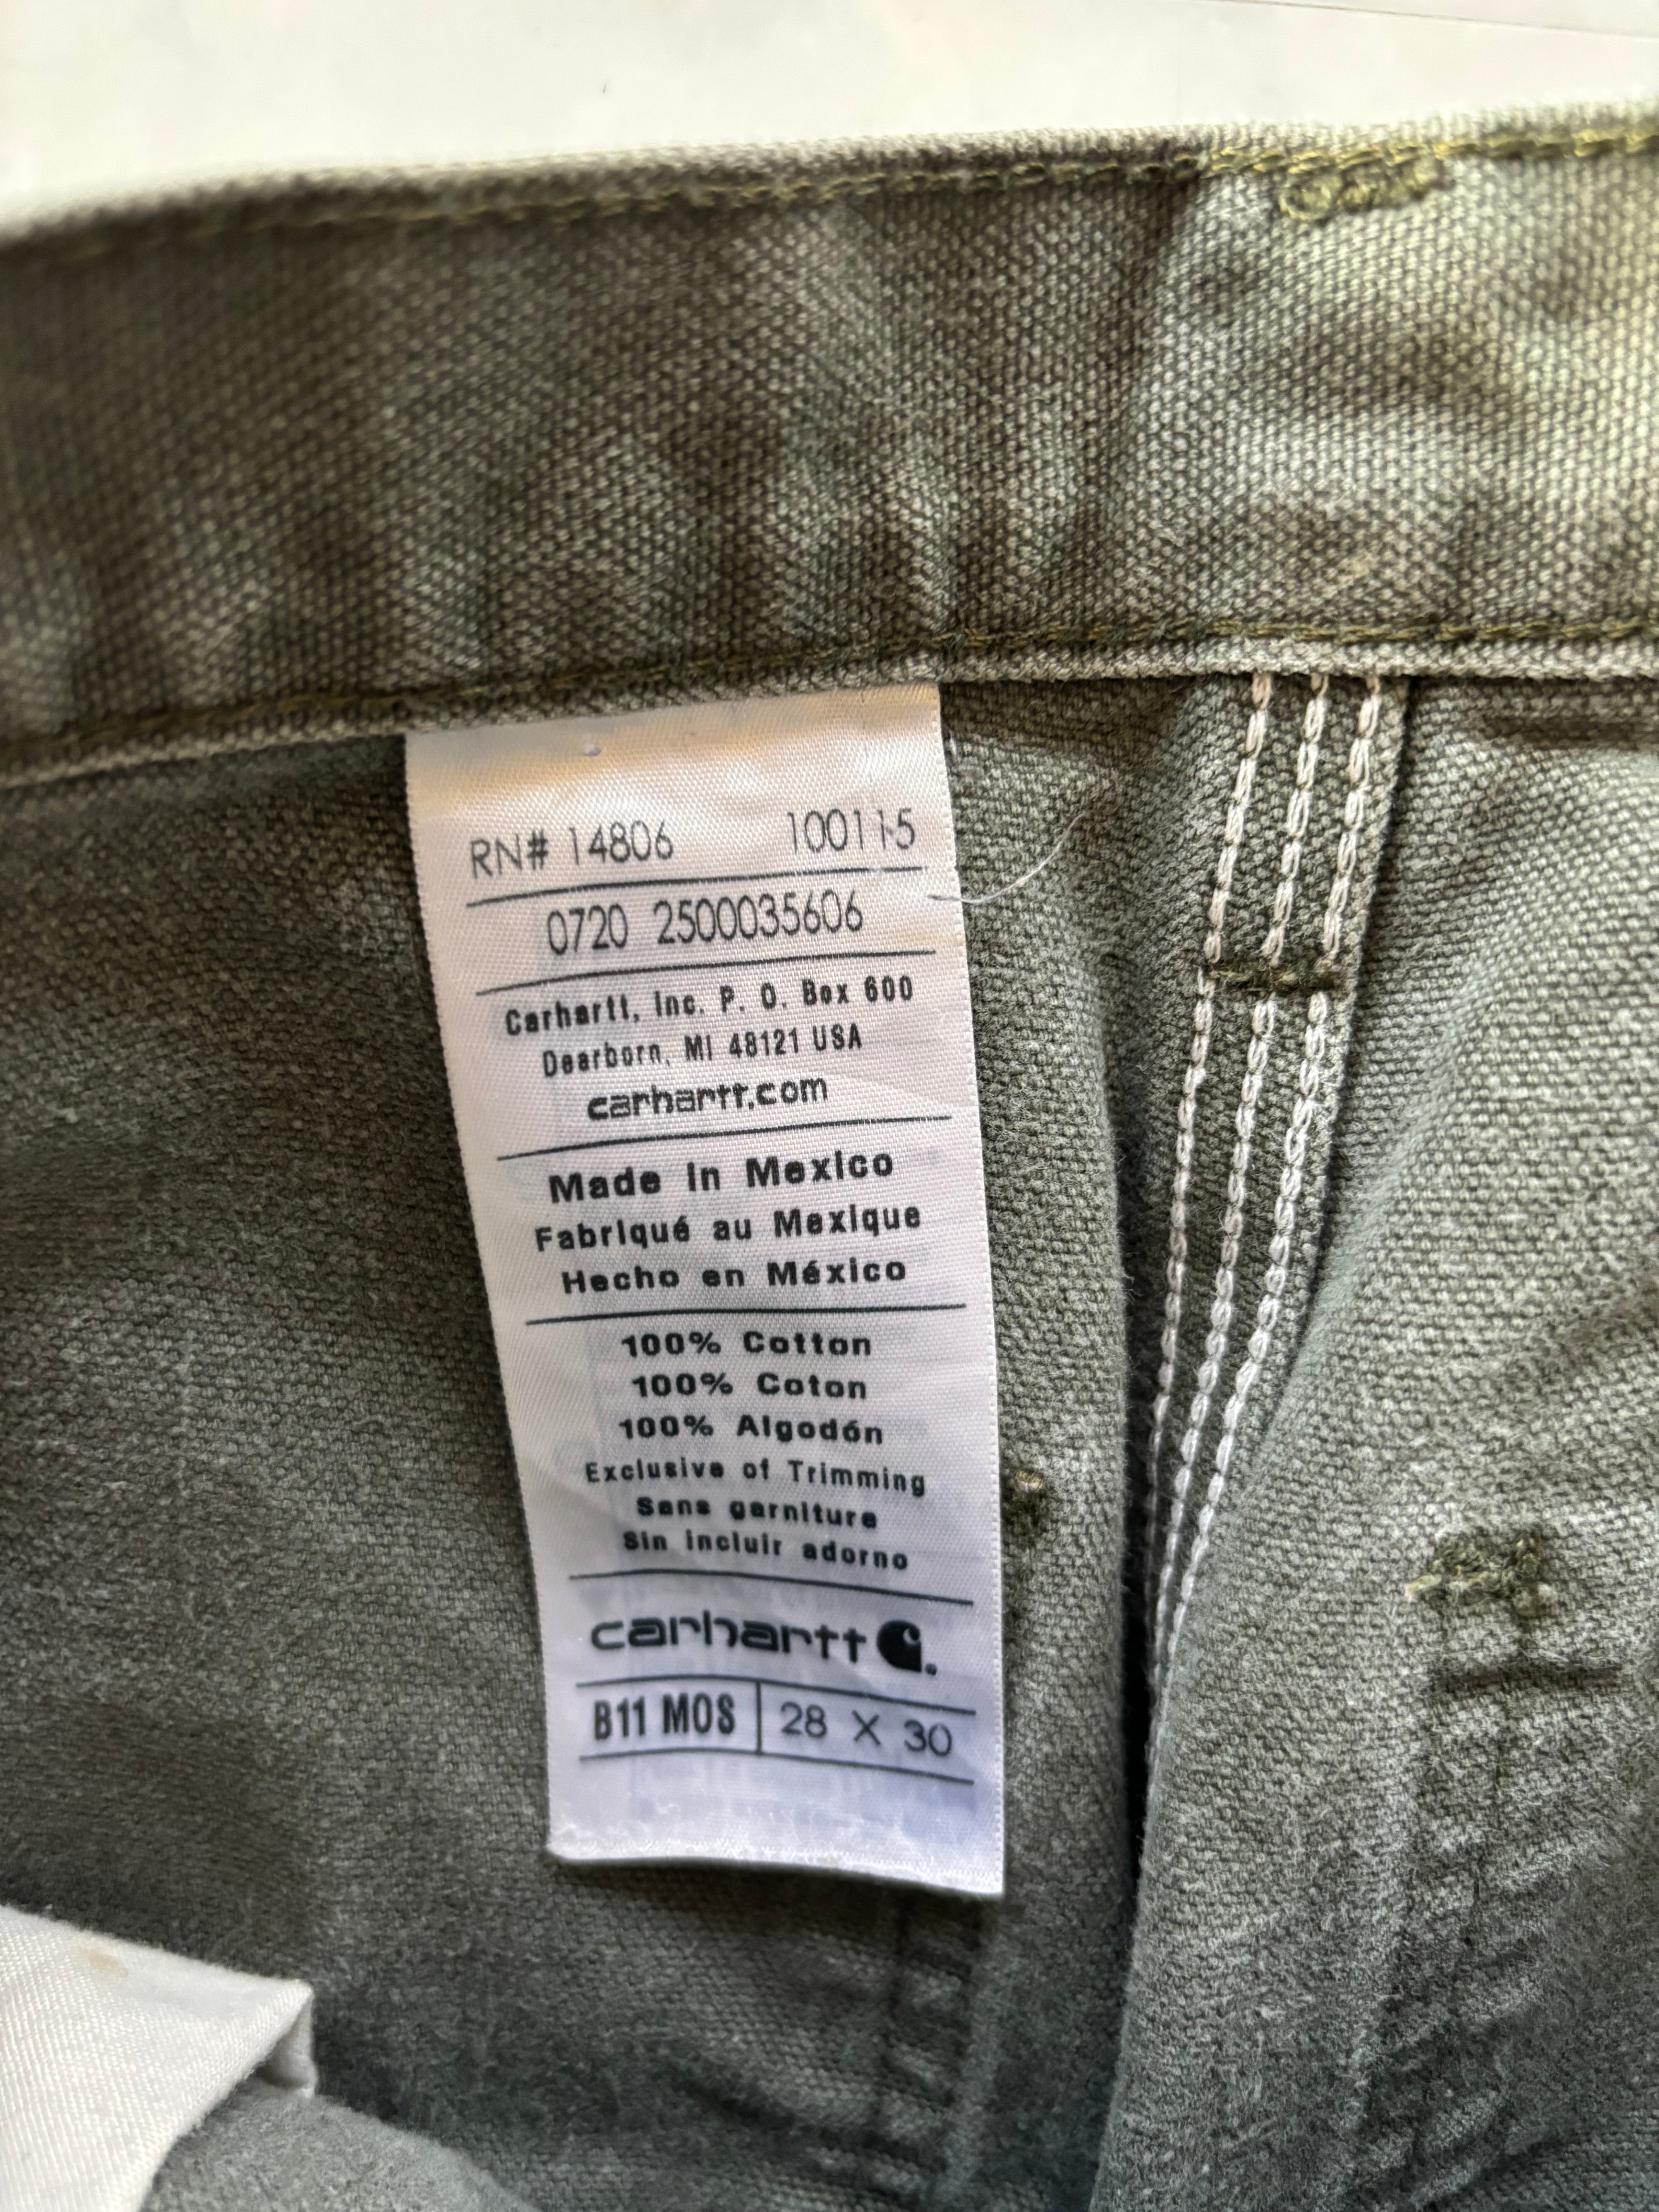 RN# 14806 100115
0720 2500035606
Carhartt, Inc. P. O. Box 600
Dearborn, MI 48121 USA
carhartt.com
Made in Mexico
Fabriqué au Mexique
Hecho en México
100% Cotton
100% Coton
100% Algodón
Exclusive of Trimming
Sans garniture
Sin incluir adorno
carhartt
B11 MOS 28 X 30